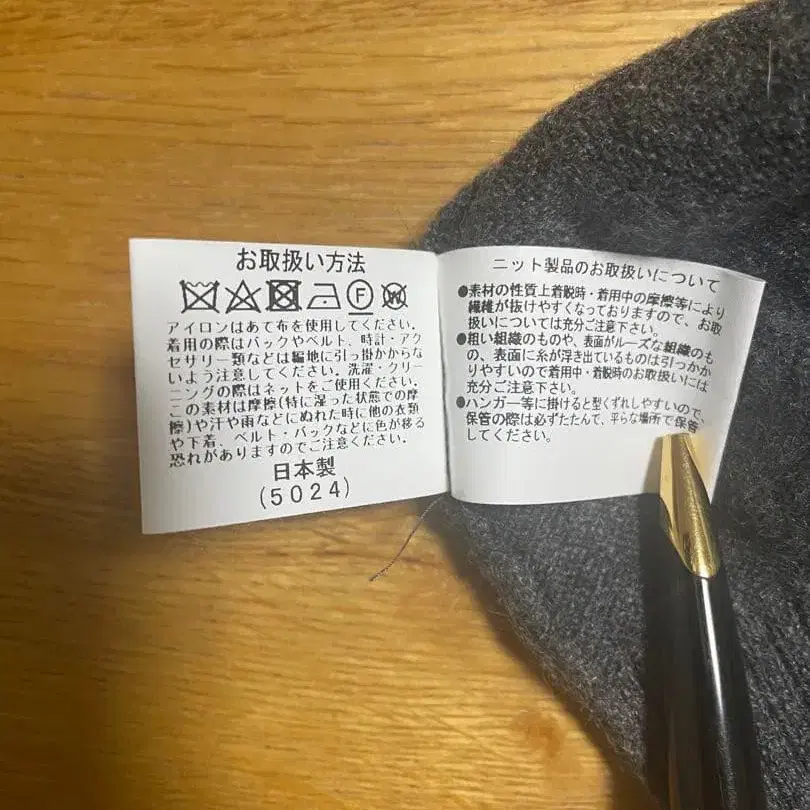 お取扱い方法
アイロンはあて布を使用してください。
着用の際はバックやベルト、時計・アク
セサリー類などは編地に引っ掛からな
いよう注意してください。洗濯・クリー
ニングの際はネットをご使用ください。
この素材は摩擦(特に湿った状態での摩
擦)や汗や雨などにぬれた時に他の衣類
や下着、ベルト・バックなどに色が移る
恐れがありますのでご注意ください。
日本製
(5024)
ニット製品のお取扱いについて
●素材の性質上着脱時・着用中の摩擦等により
繊維が抜けやすくなっておりますので、お取
扱いについては充分ご注意下さい。
●粗い組織のものや、表面がルーズな組織のも
の、表面に糸が浮き出ているものは引っかか
りやすいので着用中・着脱時のお取扱いには
充分ご注意下さい。
●ハンガー等に掛けると型くずれしやすいので、
保管の際は必ずたたんで、平らな場所で保管
してください。